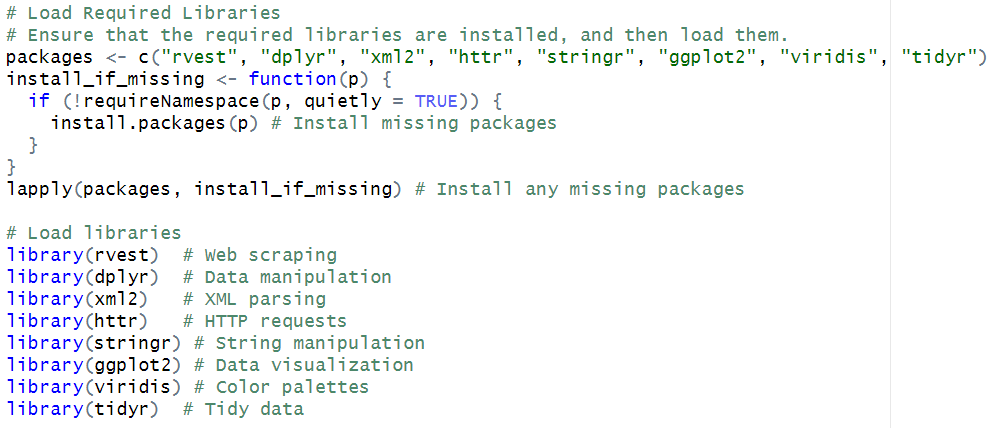 # Load Required Libraries
# Ensure that the required libraries are installed, and then load them.
packages <- c("rvest", "dplyr", "xml2", "httr", "stringr", "ggplot2", "viridis", "tidyr")
install_if_missing <- function(p) {
  if (!requireNamespace(p, quietly = TRUE)) {
    install.packages(p) # Install missing packages
  }
}
lapply(packages, install_if_missing) # Install any missing packages

# Load libraries
library(rvest)  # Web scraping
library(dplyr)  # Data manipulation
library(xml2)   # XML parsing
library(httr)   # HTTP requests
library(stringr) # String manipulation
library(ggplot2) # Data visualization
library(viridis) # Color palettes
library(tidyr)  # Tidy data